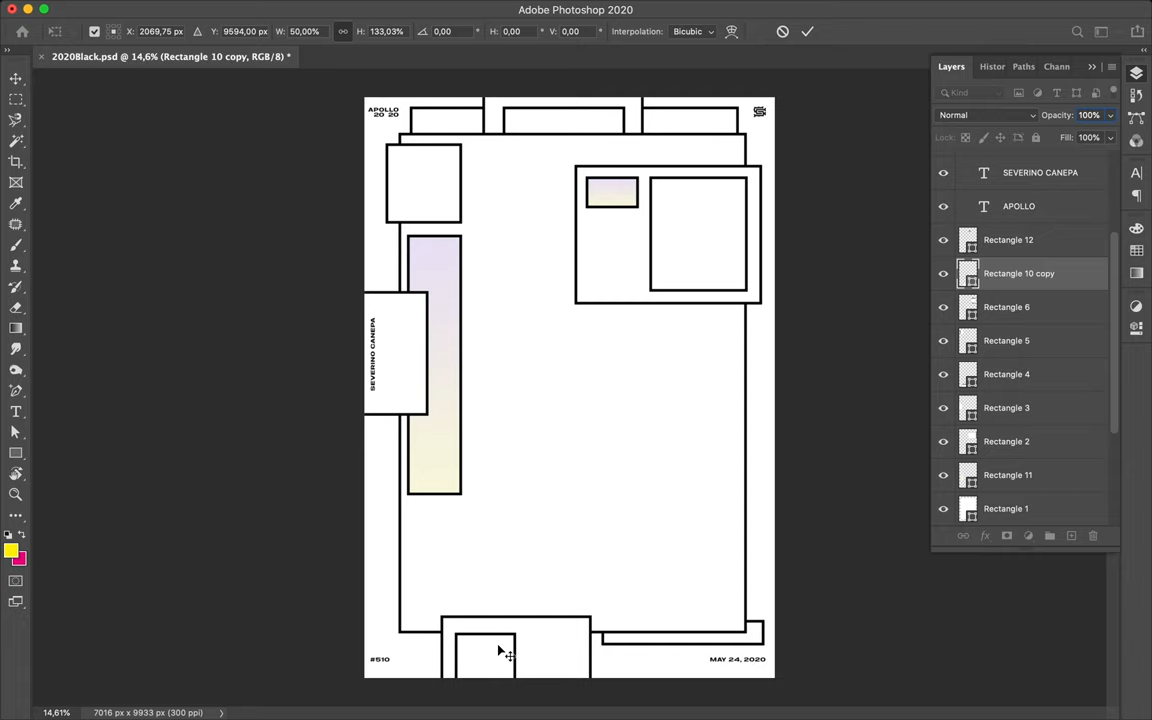 Adobe Photoshop 2020
X: 2069,75 px Y: 9594,00 px W: 50,00% H: 133,03% 0,00 H: 0,00 V: 0,00 Interpolation: Bicubic
2020Black.psd @ 14,6% (Rectangle 10 copy, RGB/8) *
Layers Histor Paths Chann
Kind
Normal Opacity: 100%
Lock: Fill: 100%
SEVERINO CANEPA
APOLLO
Rectangle 12
Rectangle 10 copy
Rectangle 6
Rectangle 5
Rectangle 4
Rectangle 3
Rectangle 2
Rectangle 11
Rectangle 1
APOLLO
20 20
SEVERINO CANEPA
#510
MAY 24, 2020
14,61% 7016 px x 9933 px (300 ppi)